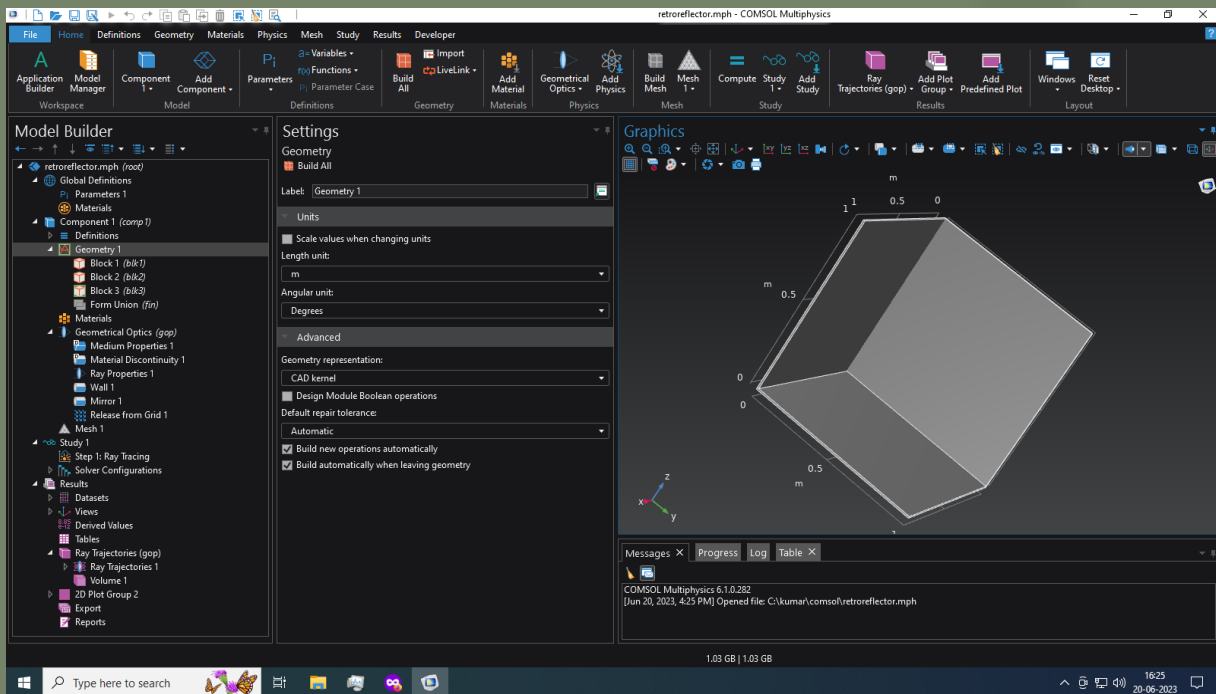 retroreflector.mph - COMSOL Multiphysics
File Home Definitions Geometry Materials Physics Mesh Study Results Developer
Application Builder
Model Manager
Workspace
Component 1
Add Component
Model
Pi
Parameters
a= Variables
f(x) Functions
Pi Parameter Case
Definitions
Build All
Import
LiveLink
Geometry
Add Material
Materials
Geometrical Optics
Add Physics
Physics
Build Mesh
Mesh 1
Mesh
Compute
Study 1
Add Study
Study
Ray Trajectories (gop)
Add Plot Group
Add Predefined Plot
Results
Windows
Reset Desktop
Layout
Model Builder
retroreflector.mph (root)
Global Definitions
Pi Parameters 1
Materials
Component 1 (comp1)
Definitions
Geometry 1
Block 1 (blk1)
Block 2 (blk2)
Block 3 (blk3)
Form Union (fin)
Materials
Geometrical Optics (gop)
Medium Properties 1
Material Discontinuity 1
Ray Properties 1
Wall 1
Mirror 1
Release from Grid 1
Mesh 1
Study 1
Step 1: Ray Tracing
Solver Configurations
Results
Datasets
Views
Derived Values
Tables
Ray Trajectories (gop)
Ray Trajectories 1
Volume 1
2D Plot Group 2
Export
Reports
Settings
Geometry
Build All
Label: Geometry 1
Units
Scale values when changing units
Length unit:
m
Angular unit:
Degrees
Advanced
Geometry representation:
CAD kernel
Design Module Boolean operations
Default repair tolerance:
Automatic
Build new operations automatically
Build automatically when leaving geometry
Graphics
m
1 1 0.5 0
m
0.5
0
0
0.5
m
1
z
x
y
Messages Progress Log Table
COMSOL Multiphysics 6.1.0.282
[Jun 20, 2023, 4:25 PM] Opened file: C:\kumar\comsol\retroreflector.mph
1.03 GB | 1.03 GB
Type here to search
16:25
20-06-2023